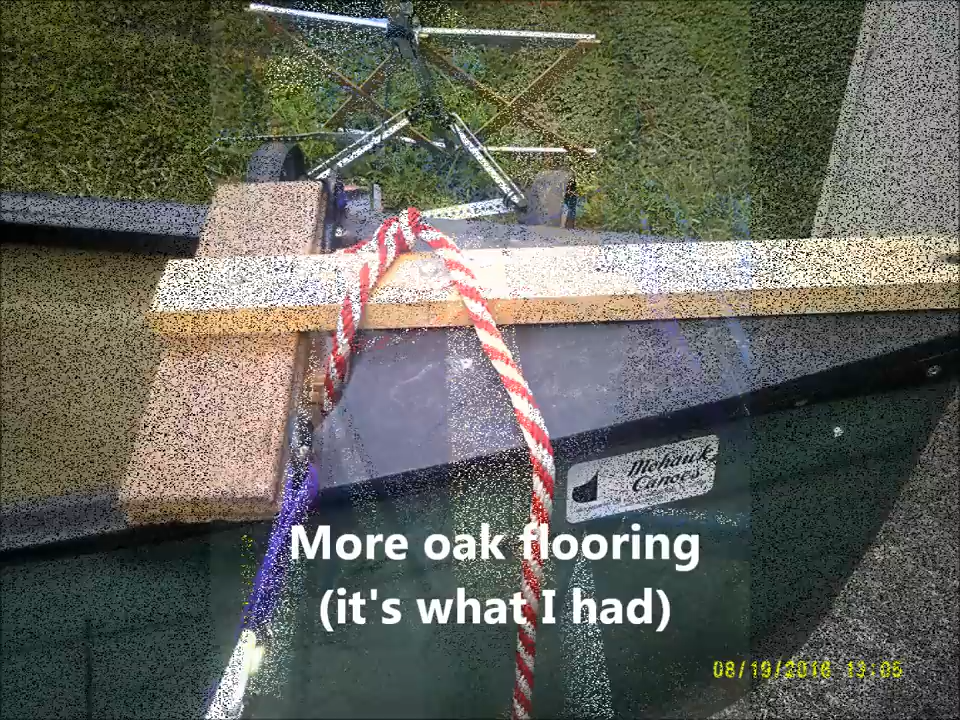 Mohawk
Canoes
More oak flooring
(it's what I had)
08/19/2016 13:05